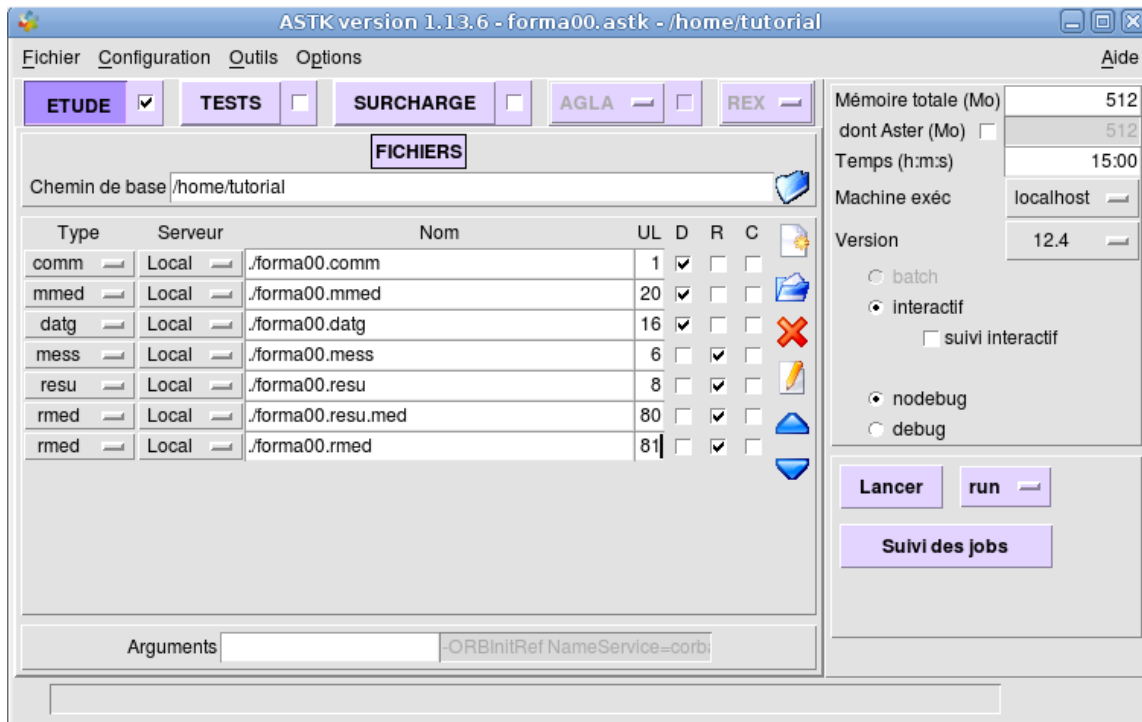 ASTK version 1.13.6 - forma00.astk - /home/tutorial
Fichier Configuration Outils Options Aide
ETUDE TESTS SURCHARGE AGLA REX
FICHIERS
Chemin de base /home/tutorial
Type Serveur Nom UL D R C
comm Local ./forma00.comm 1
mmed Local ./forma00.mmed 20
datg Local ./forma00.datg 16
mess Local ./forma00.mess 6
resu Local ./forma00.resu 8
rmed Local ./forma00.resu.med 80
rmed Local ./forma00.rmed 81
Arguments -ORBInitRef NameService=corba
Mémoire totale (Mo) 512
dont Aster (Mo) 512
Temps (h:m:s) 15:00
Machine exéc localhost
Version 12.4
batch
interactif
suivi interactif
nodebug
debug
Lancer run
Suivi des jobs